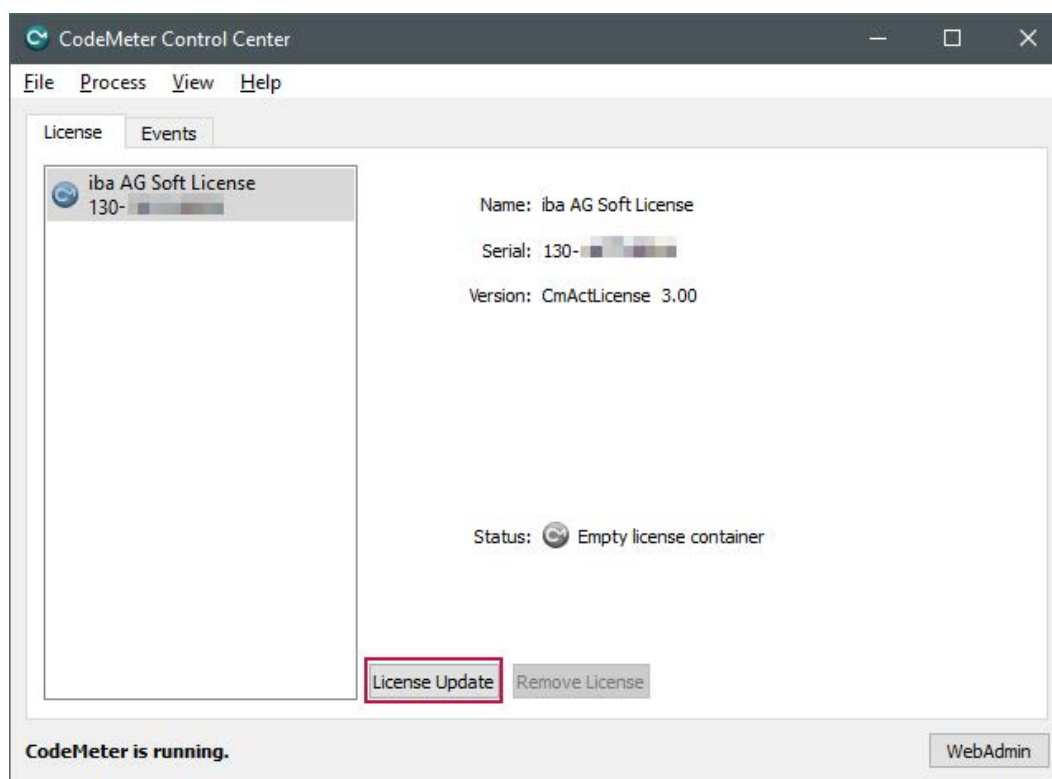 CodeMeter Control Center
File Process View Help
License Events
iba AG Soft License
130-
Name: iba AG Soft License
Serial: 130-
Version: CmActLicense 3.00
Status: Empty license container
License Update Remove License
CodeMeter is running. WebAdmin